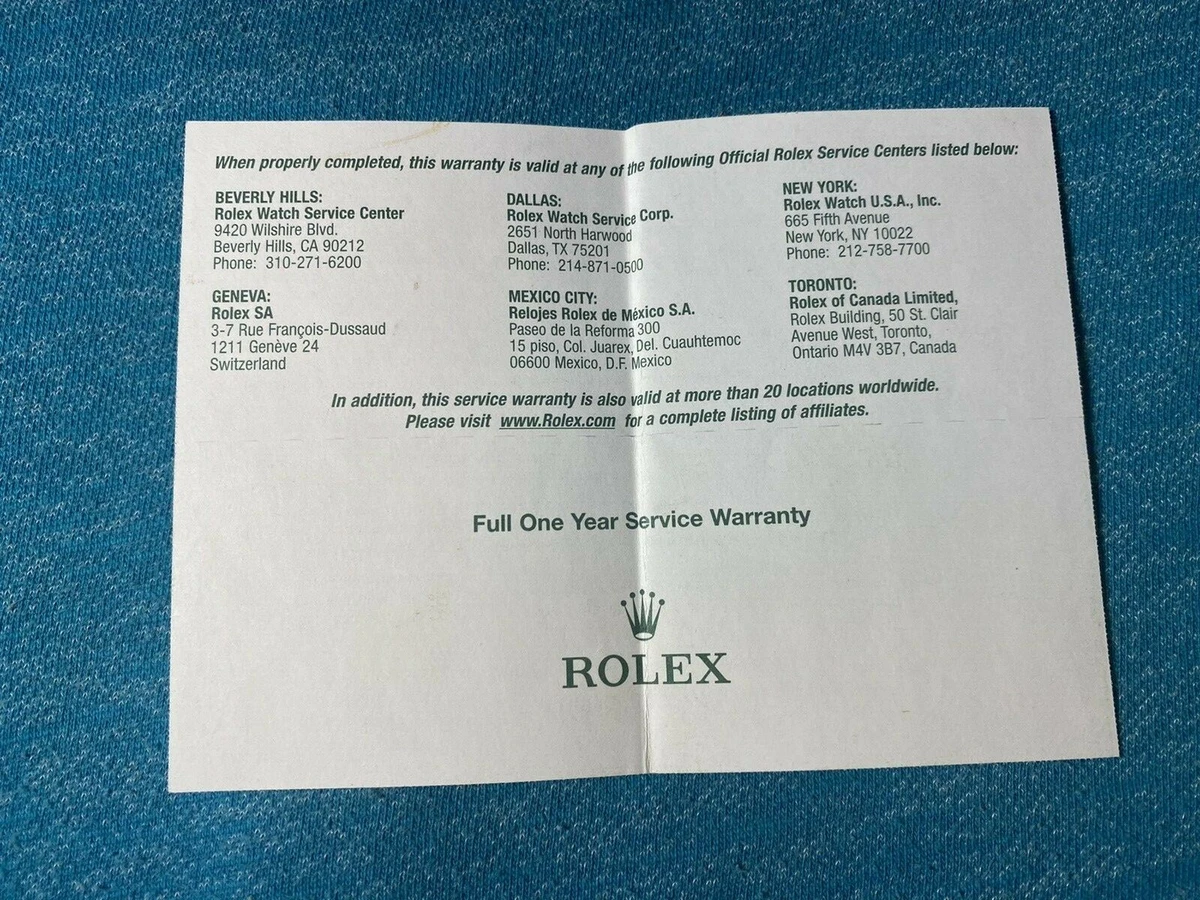 When properly completed, this warranty is valid at any of the following Official Rolex Service Centers listed below:
BEVERLY HILLS:
Rolex Watch Service Center
9420 Wilshire Blvd.
Beverly Hills, CA 90212
Phone: 310-271-6200
DALLAS:
Rolex Watch Service Corp.
2651 North Harwood
Dallas, TX 75201
Phone: 214-871-0500
NEW YORK:
Rolex Watch U.S.A., Inc.
665 Fifth Avenue
New York, NY 10022
Phone: 212-758-7700
GENEVA:
Rolex SA
3-7 Rue François-Dussaud
1211 Genève 24
Switzerland
MEXICO CITY:
Relojes Rolex de México S.A.
Paseo de la Reforma 300
15 piso, Col. Juarex, Del. Cuauhtemoc
06600 Mexico, D.F. Mexico
TORONTO:
Rolex of Canada Limited,
Rolex Building, 50 St. Clair
Avenue West, Toronto,
Ontario M4V 3B7, Canada
In addition, this service warranty is also valid at more than 20 locations worldwide.
Please visit www.Rolex.com for a complete listing of affiliates.
Full One Year Service Warranty
ROLEX